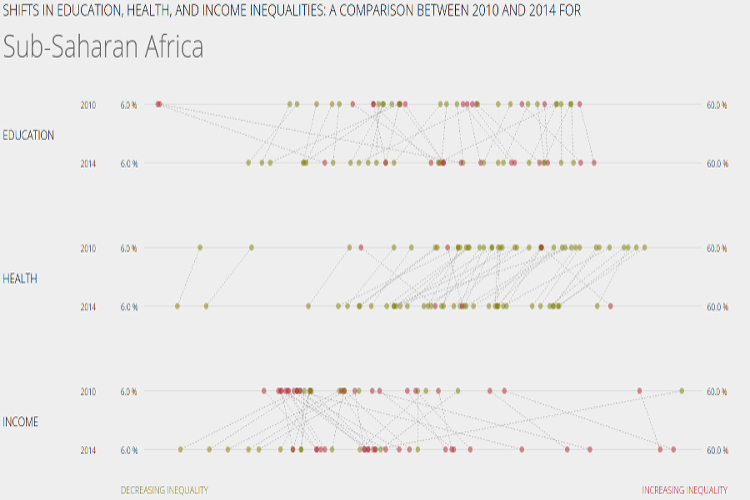 SHIFTS IN EDUCATION, HEALTH, AND INCOME INEQUALITIES: A COMPARISON BETWEEN 2010 AND 2014 FOR
Sub-Saharan Africa
2010 6.0 % 60.0 %
EDUCATION
2014 6.0 % 60.0 %
2010 6.0 % 60.0 %
HEALTH
2014 6.0 % 60.0 %
2010 6.0 % 60.0 %
INCOME
2014 6.0 % 60.0 %
DECREASING INEQUALITY INCREASING INEQUALITY